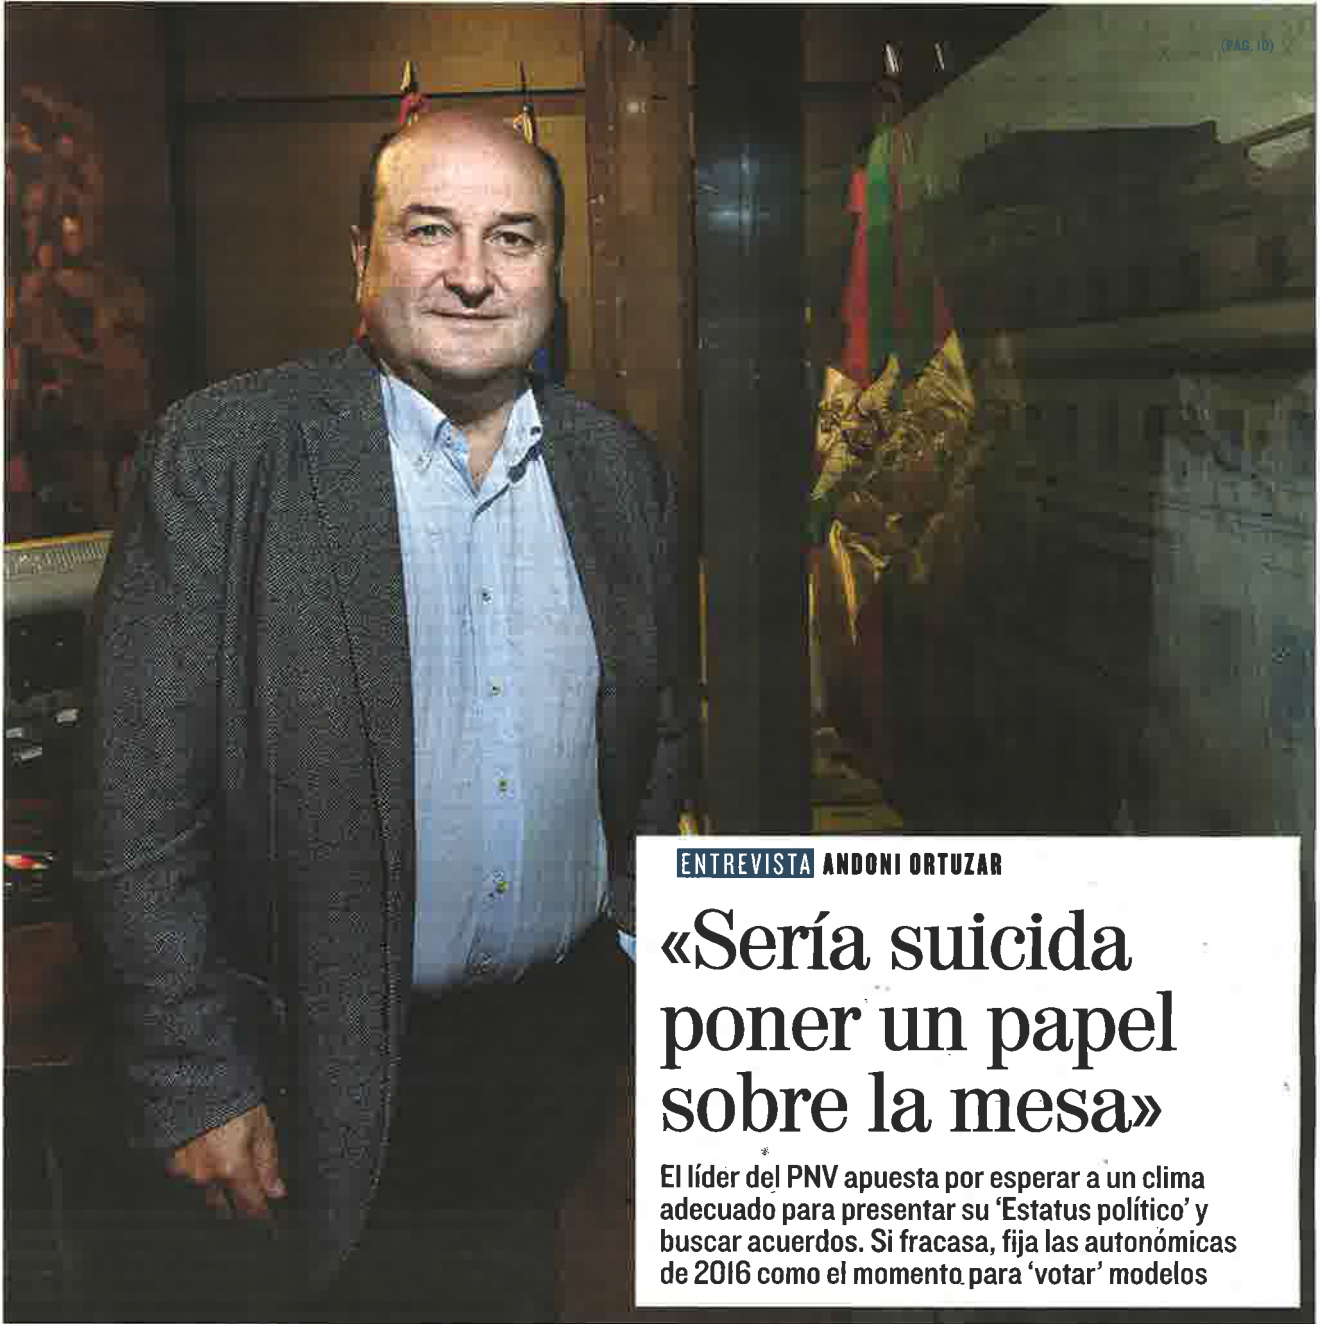 (PÁG. 10)
ENTREVISTA ANDONI ORTUZAR
«Sería suicida
poner un papel
sobre la mesa»
El líder del PNV apuesta por esperar a un clima
adecuado para presentar su ‘Estatus político’ y
buscar acuerdos. Si fracasa, fija las autonómicas
de 2016 como el momento para ‘votar’ modelos